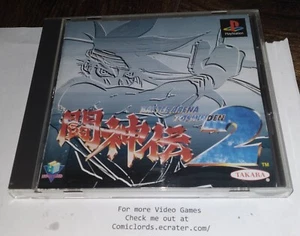 PlayStation
BATTLE ARENA
TOSHINDEN
闘神伝2
TM
TAKARA
For more Video Games
Check me out at
Comiclords.ecrater.com/